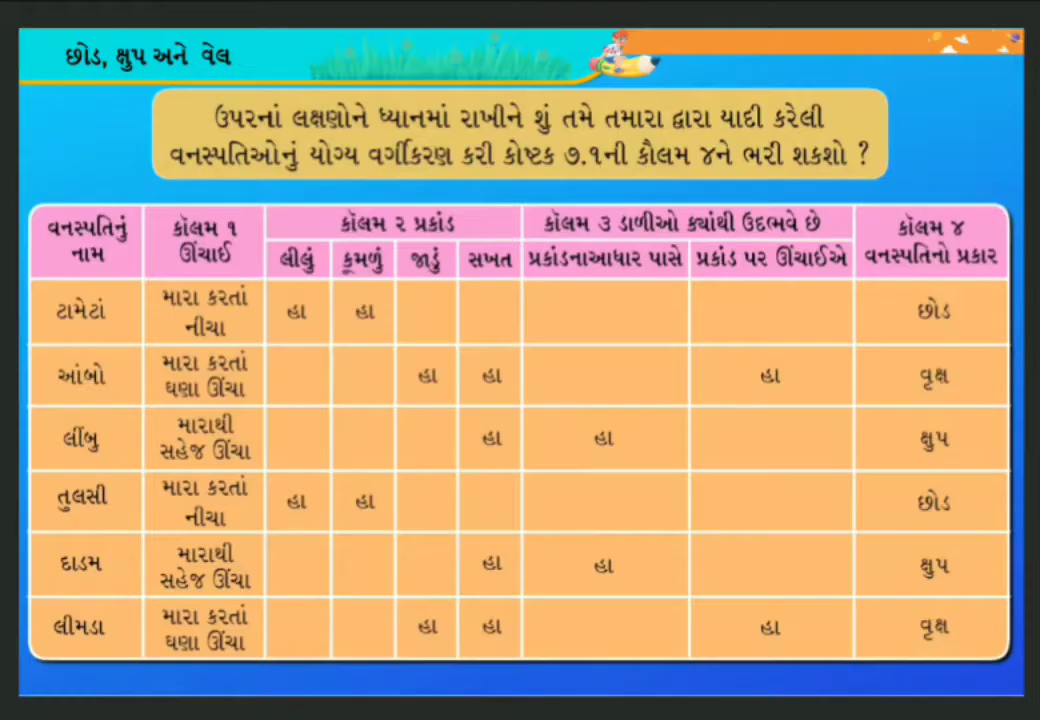 છોડ, ક્ષુપ અને વેલ
ઉપરનાં લક્ષણોને ધ્યાનમાં રાખીને શું તમે તમારા દ્વારા યાદી કરેલી
વનસ્પતિઓનું યોગ્ય વર્ગીકરણ કરી કોષ્ટક ૭.૧ની કૉલમ ૪ને ભરી શકશો ?
વનસ્પતિનું નામ કૉલમ ૧ ઊંચાઈ કૉલમ ૨ પ્રકાંડ કૉલમ ૩ ડાળીઓ ક્યાંથી ઉદભવે છે કૉલમ ૪ વનસ્પતિનો પ્રકાર
લીલું કૂમળું જાડું સખત પ્રકાંડનાઆધાર પાસે પ્રકાંડ પર ઊંચાઈએ
ટામેટાં મારા કરતાં નીચા હા હા છોડ
આંબો મારા કરતાં ઘણા ઊંચા હા હા હા વૃક્ષ
લીંબુ મારાથી સહેજ ઊંચા હા હા ક્ષુપ
તુલસી મારા કરતાં નીચા હા હા છોડ
દાડમ મારાથી સહેજ ઊંચા હા હા ક્ષુપ
લીમડા મારા કરતાં ઘણા ઊંચા હા હા હા વૃક્ષ